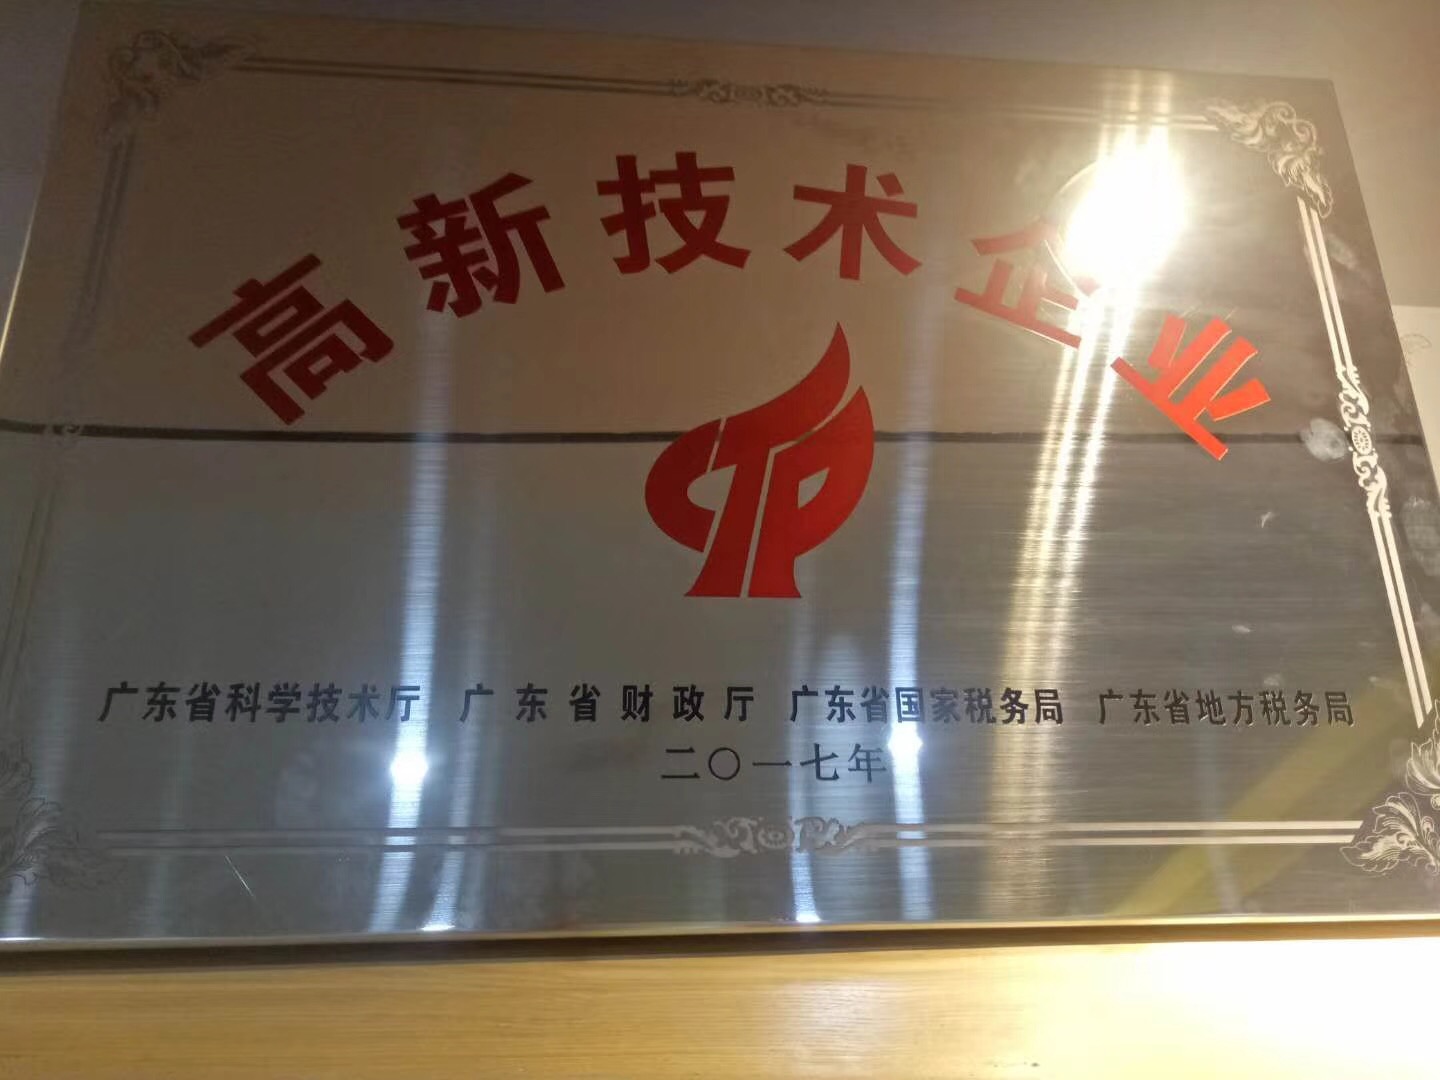 高新技术企业
广东省科学技术厅 广东省财政厅 广东省国家税务局 广东省地方税务局
二〇一七年